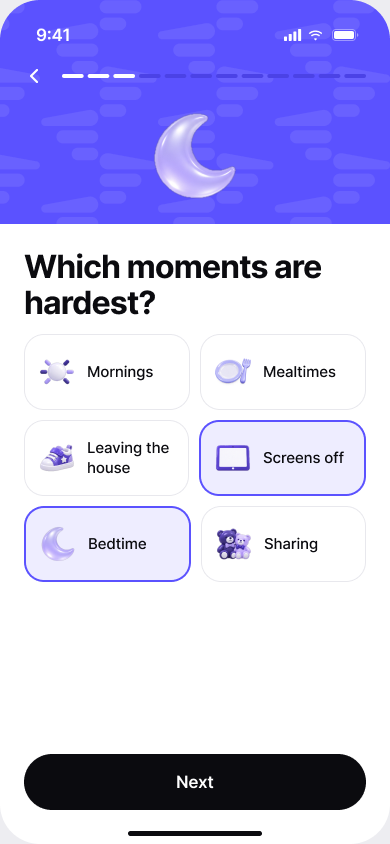 9:41
Which moments are
hardest?
Mornings
Mealtimes
Leaving the
house
Screens off
Bedtime
Sharing
Next